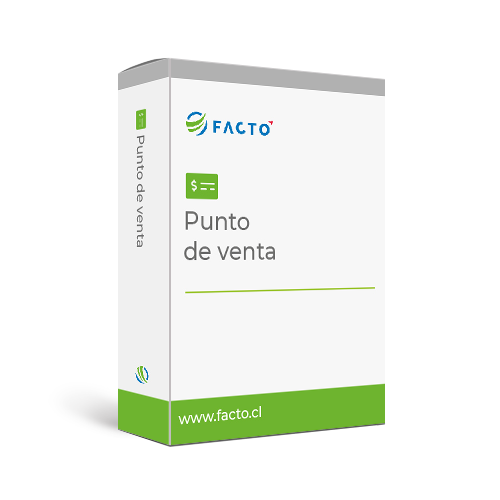 FACTO
$
Punto
de venta
www.facto.cl
$
Punto de venta